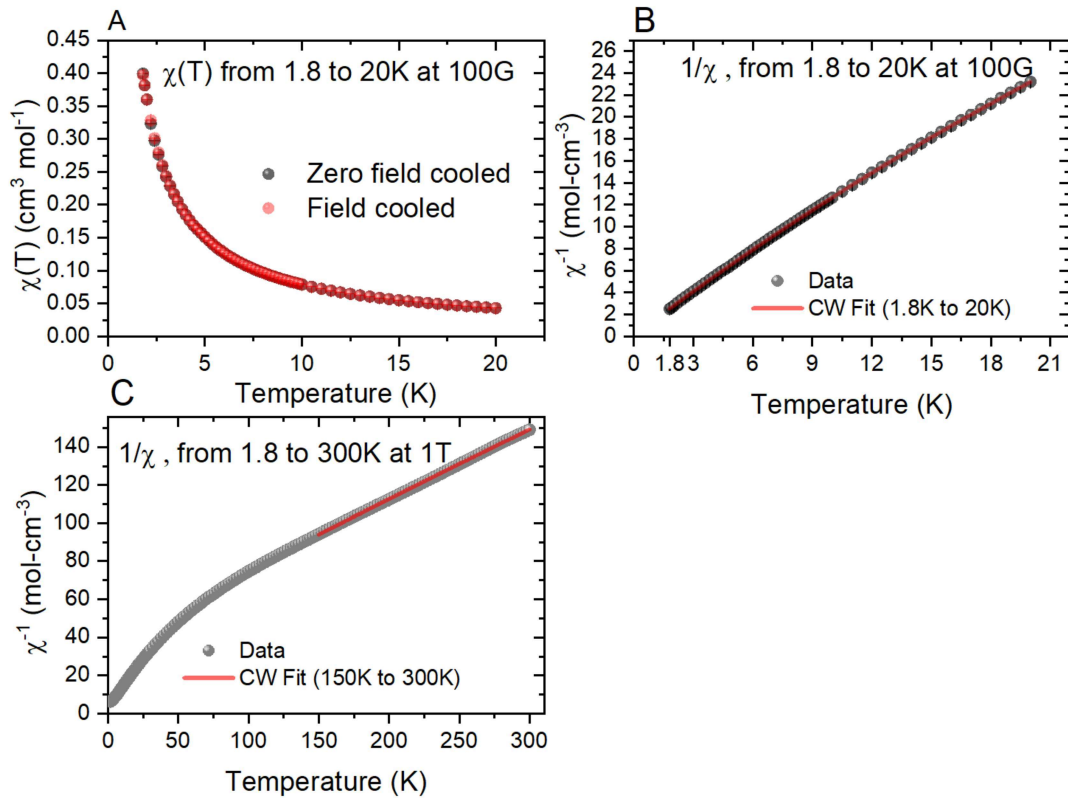 A
χ(T) from 1.8 to 20K at 100G
Zero field cooled
Field cooled
χ(T) (cm³ mol⁻¹)
0.45
0.40
0.35
0.30
0.25
0.20
0.15
0.10
0.05
0.00
0 5 10 15 20
Temperature (K)
B
1/χ , from 1.8 to 20K at 100G
Data
CW Fit (1.8K to 20K)
χ⁻¹ (mol-cm⁻³)
26
24
22
20
18
16
14
12
10
8
6
4
2
0
0 1.8 3 6 9 12 15 18 21
Temperature (K)
C
1/χ , from 1.8 to 300K at 1T
Data
CW Fit (150K to 300K)
χ⁻¹ (mol-cm⁻³)
140
120
100
80
60
40
20
0
0 50 100 150 200 250 300
Temperature (K)